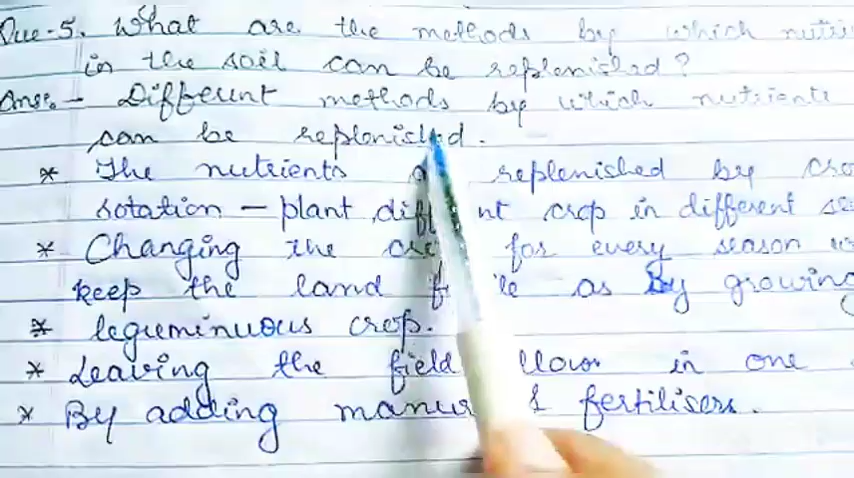 Que-5. What are the methods by which
in the soil can be replenished?
Ans. - Different methods by which nutrients
can be replenished.
* The nutrients replenished by
rotation - plant different crop in different
* Changing the for every season
keep the land as By growing
* leguminuous crop.
* Leaving the field in one
* By adding & fertilisers.